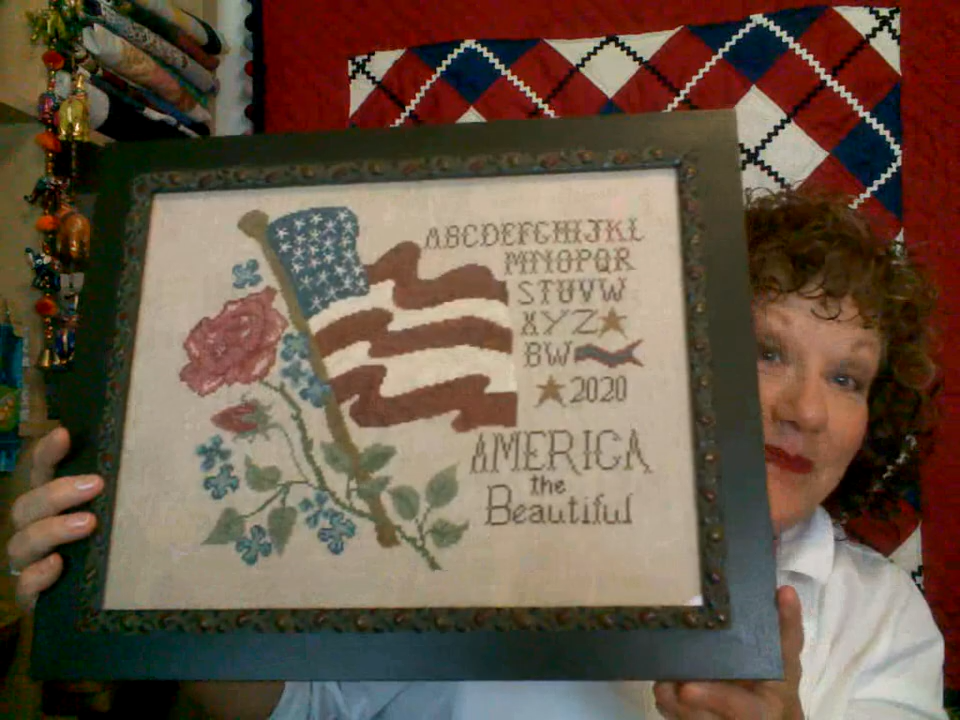 ABCDEFGHIJKL
MNOPQR
STUVW
XYZ
BW
2020
AMERICA
the
Beautiful